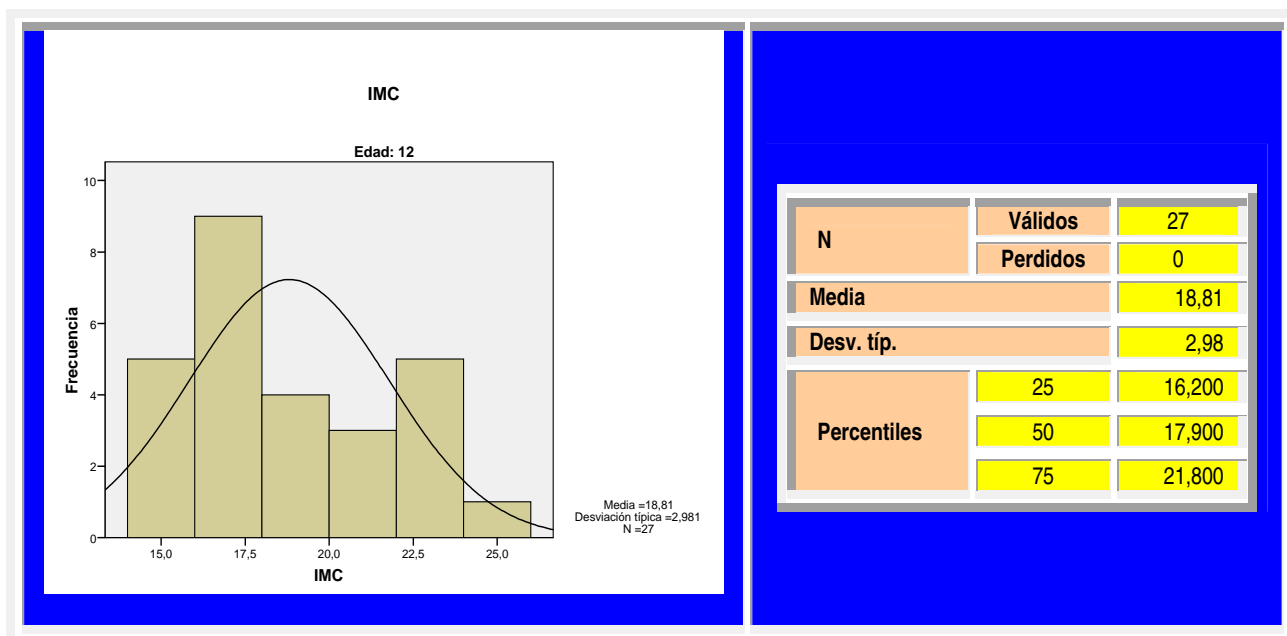 IMC
Edad: 12
10
8
6
4
2
0
Frecuencia
15,0 17,5 20,0 22,5 25,0
IMC
Media =18,81
Desviación típica =2,981
N =27
N Válidos 27
Perdidos 0
Media 18,81
Desv. típ. 2,98
Percentiles 25 16,200
50 17,900
75 21,800